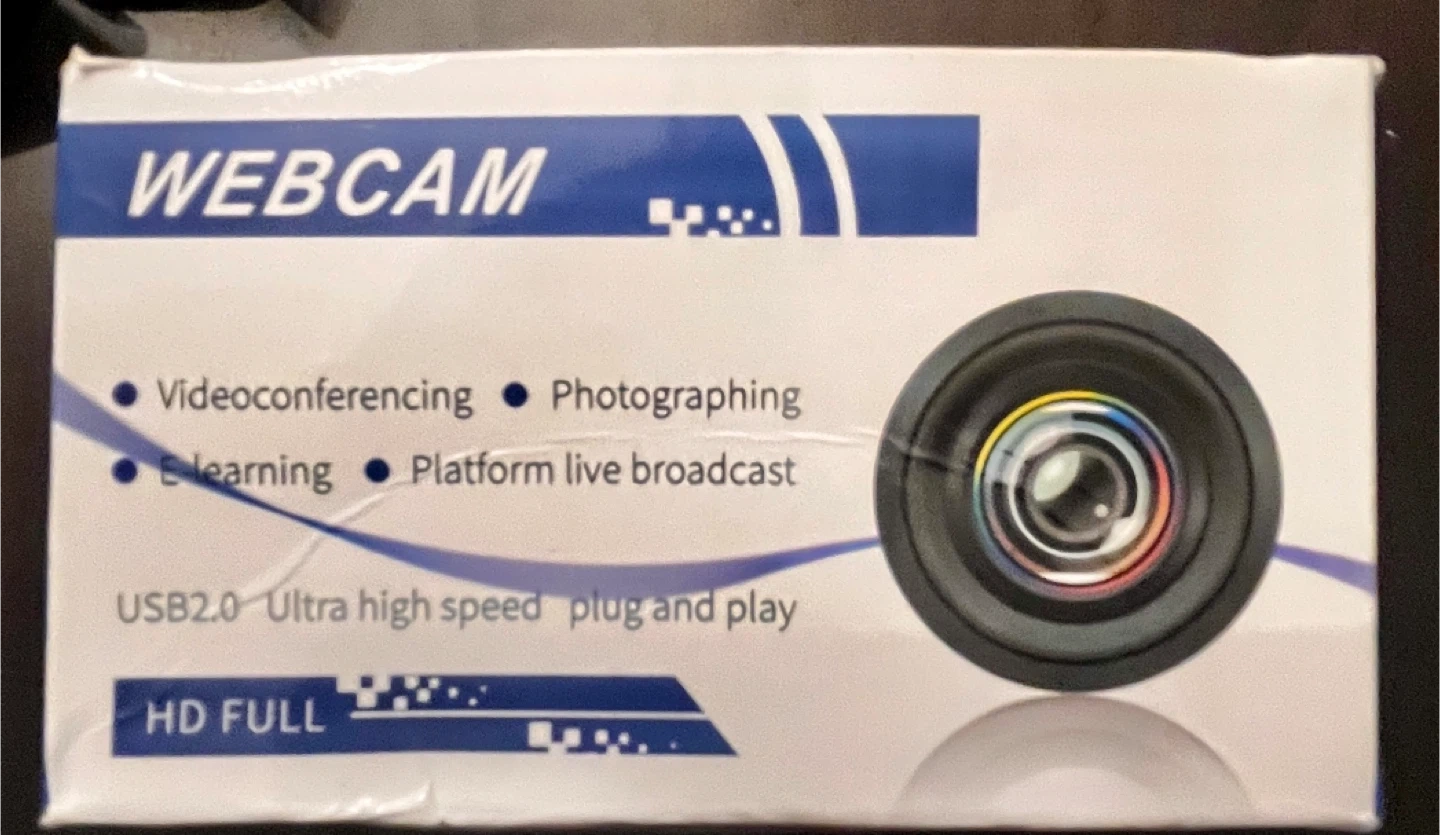 WEBCAM
● Videoconferencing ● Photographing
● E-learning ● Platform live broadcast
USB2.0 Ultra high speed plug and play
HD FULL